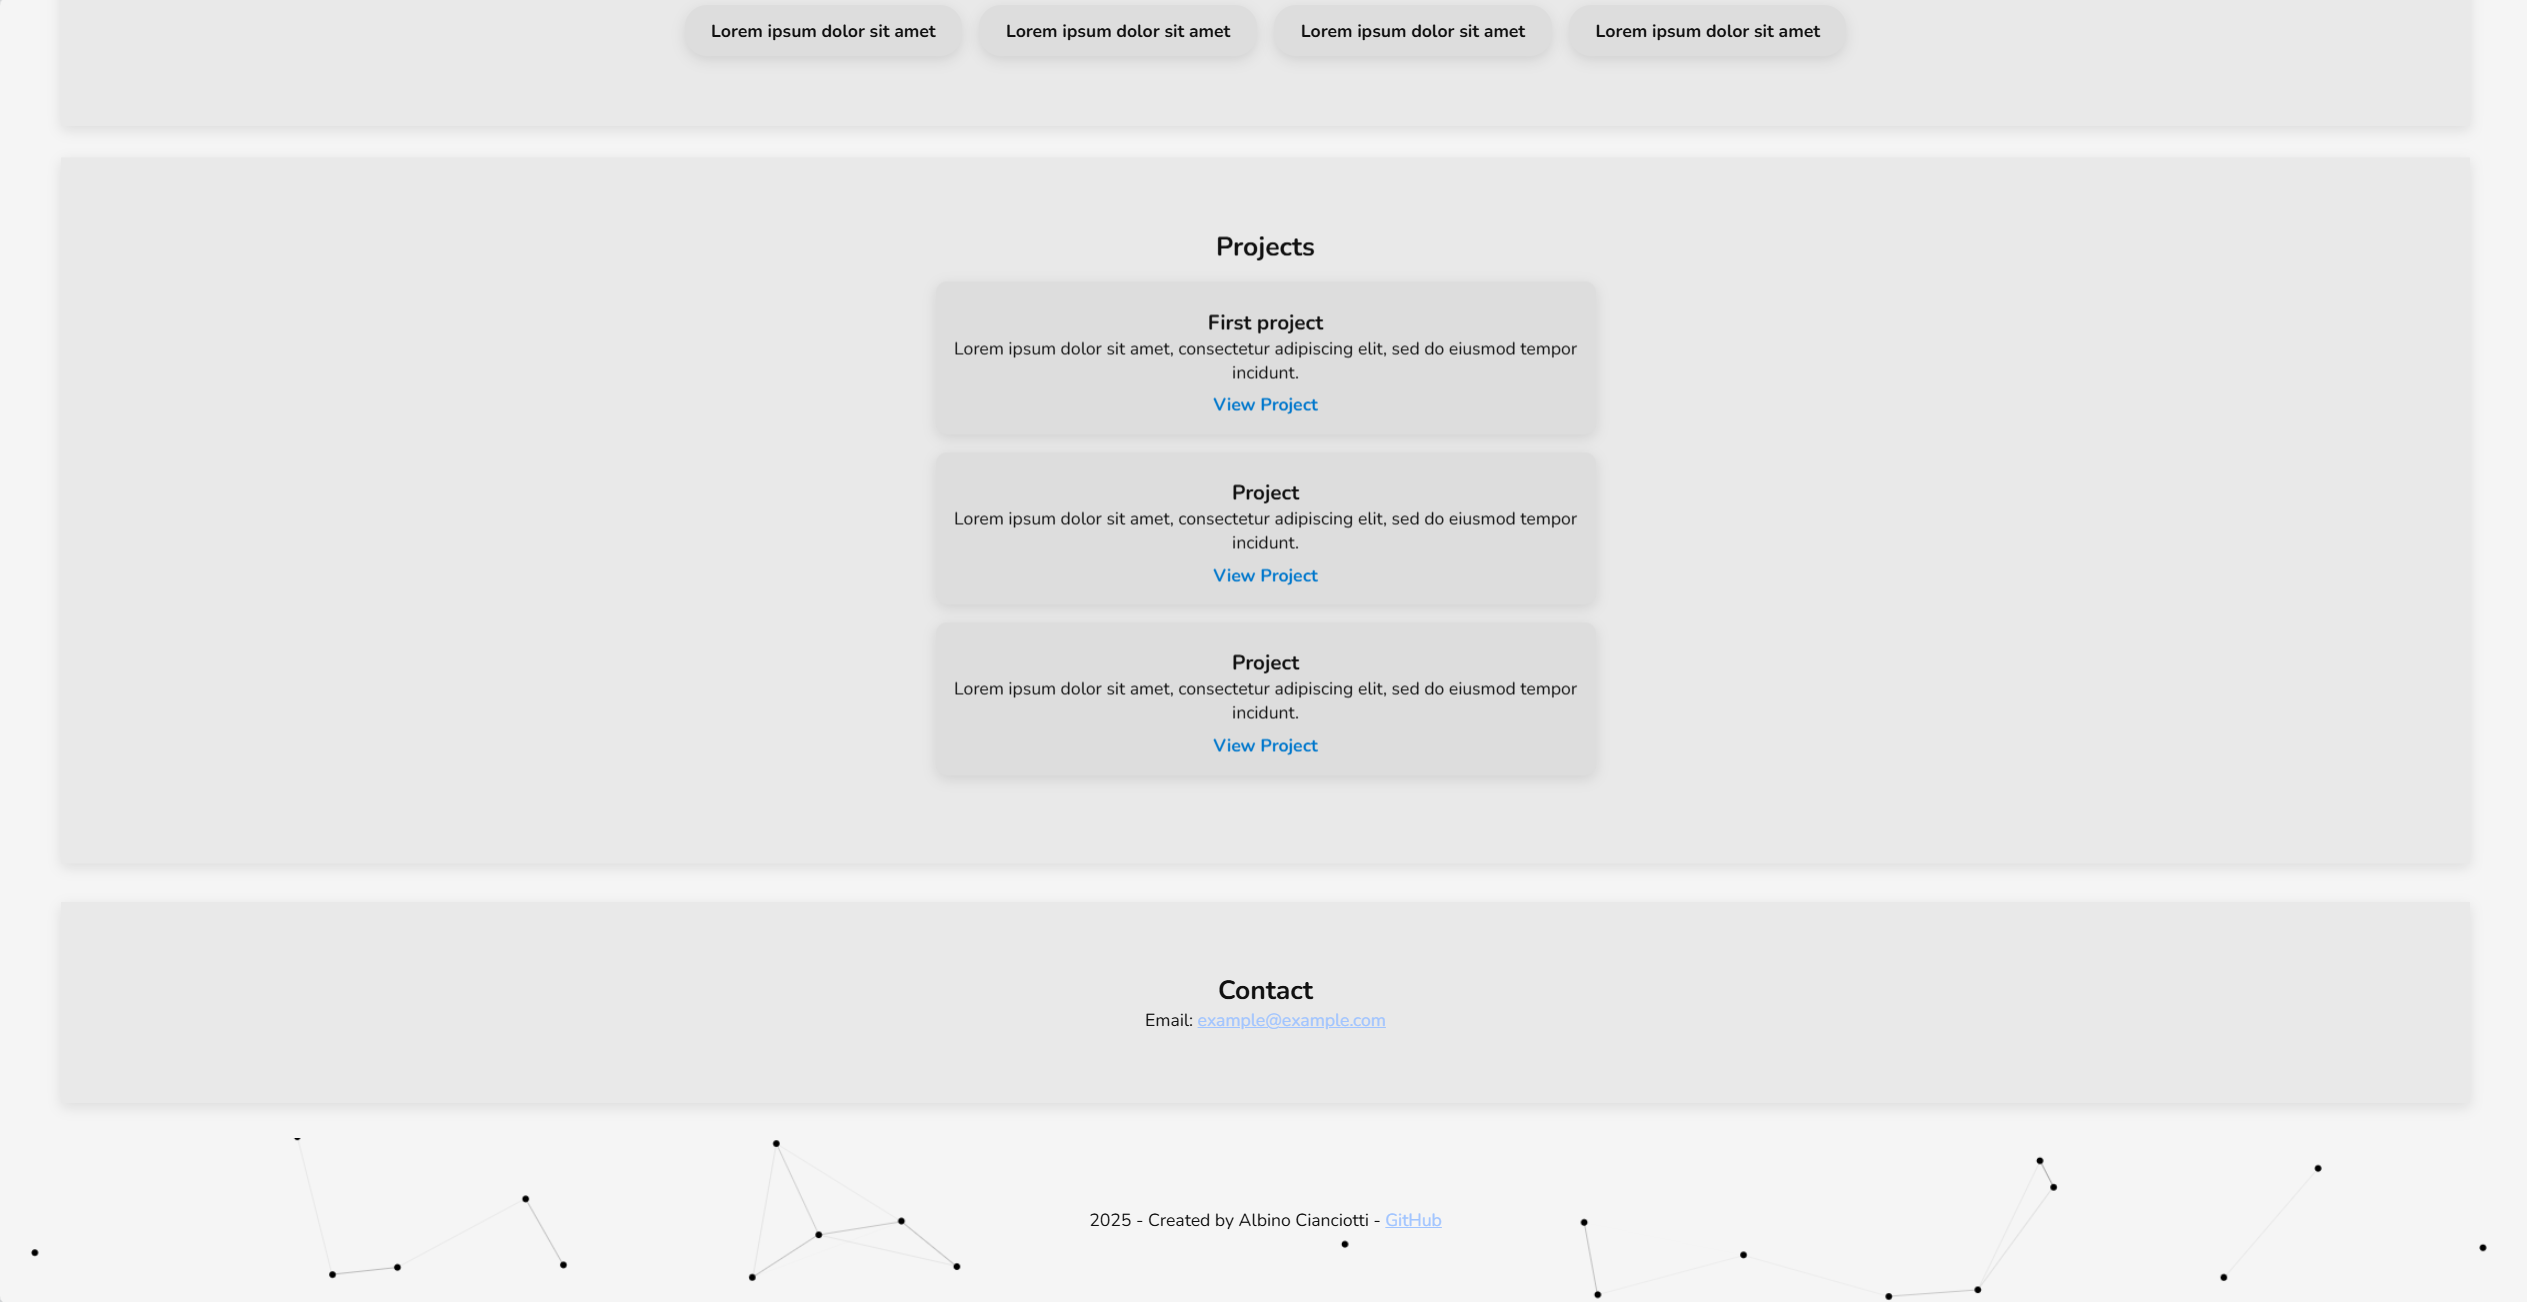 Lorem ipsum dolor sit amet Lorem ipsum dolor sit amet Lorem ipsum dolor sit amet Lorem ipsum dolor sit amet
Projects
First project
Lorem ipsum dolor sit amet, consectetur adipiscing elit, sed do eiusmod tempor
incidunt.
View Project
Project
Lorem ipsum dolor sit amet, consectetur adipiscing elit, sed do eiusmod tempor
incidunt.
View Project
Project
Lorem ipsum dolor sit amet, consectetur adipiscing elit, sed do eiusmod tempor
incidunt.
View Project
Contact
Email: example@example.com
2025 - Created by Albino Cianciotti - GitHub